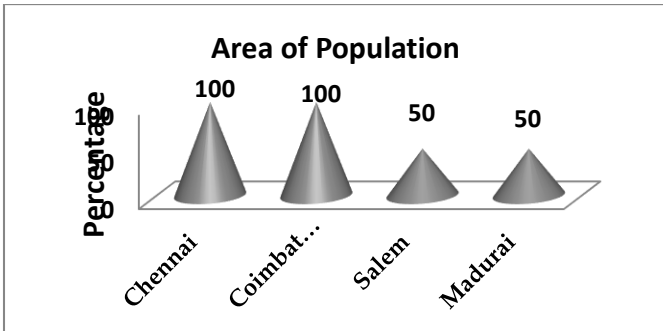 Area of Population
Percentage
100
50
0
100
100
50
50
Chennai
Coimbat...
Salem
Madurai